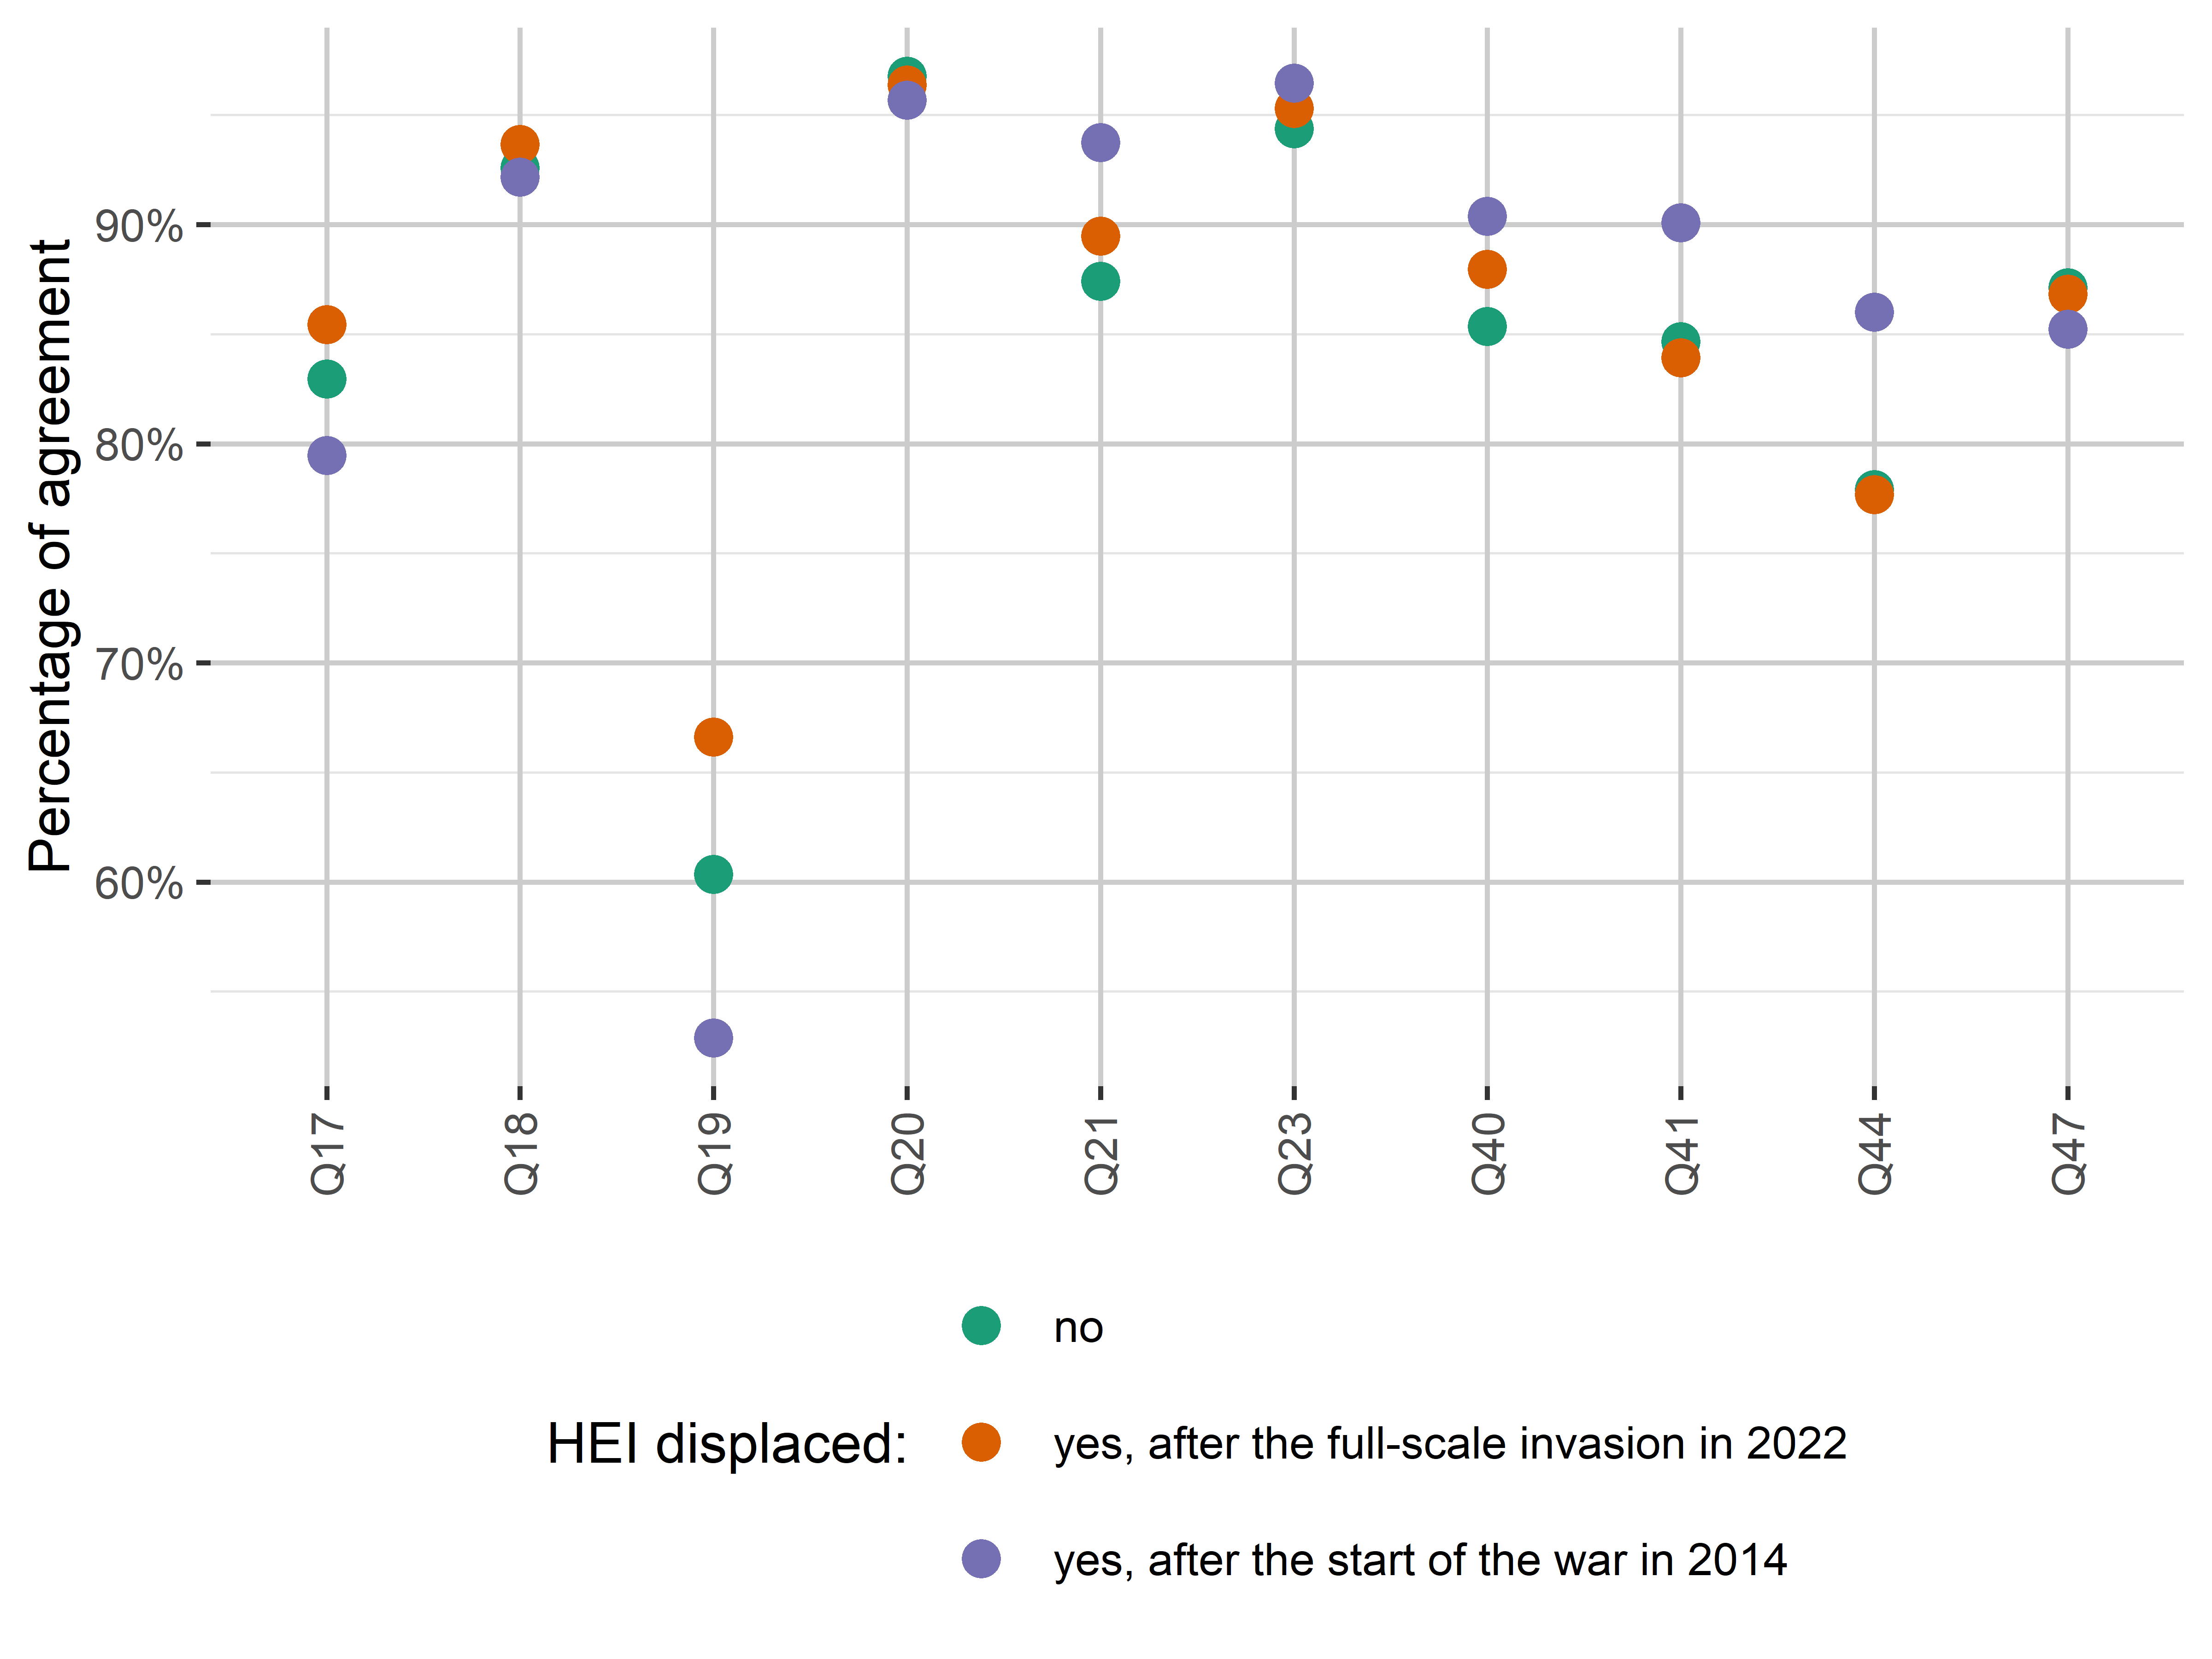 Percentage of agreement
90%
80%
70%
60%
Q17
Q18
Q19
Q20
Q21
Q23
Q40
Q41
Q44
Q47
HEI displaced:
no
yes, after the full-scale invasion in 2022
yes, after the start of the war in 2014